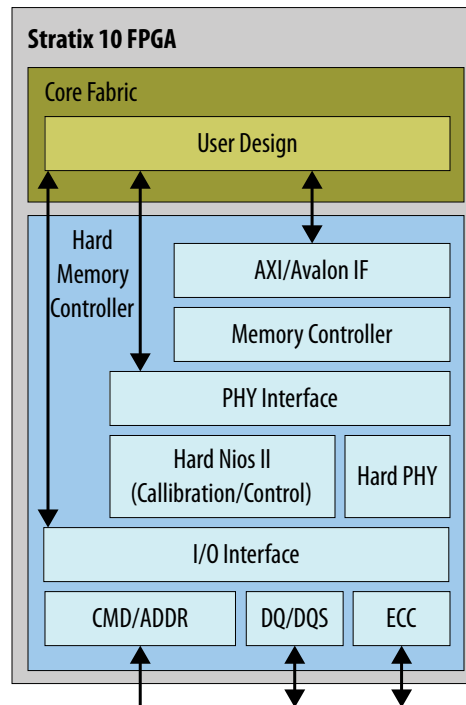 Stratix 10 FPGA
Core Fabric
User Design
Hard
Memory
Controller
AXI/Avalon IF
Memory Controller
PHY Interface
Hard Nios II
(Callibration/Control)
Hard PHY
I/O Interface
CMD/ADDR
DQ/DQS
ECC